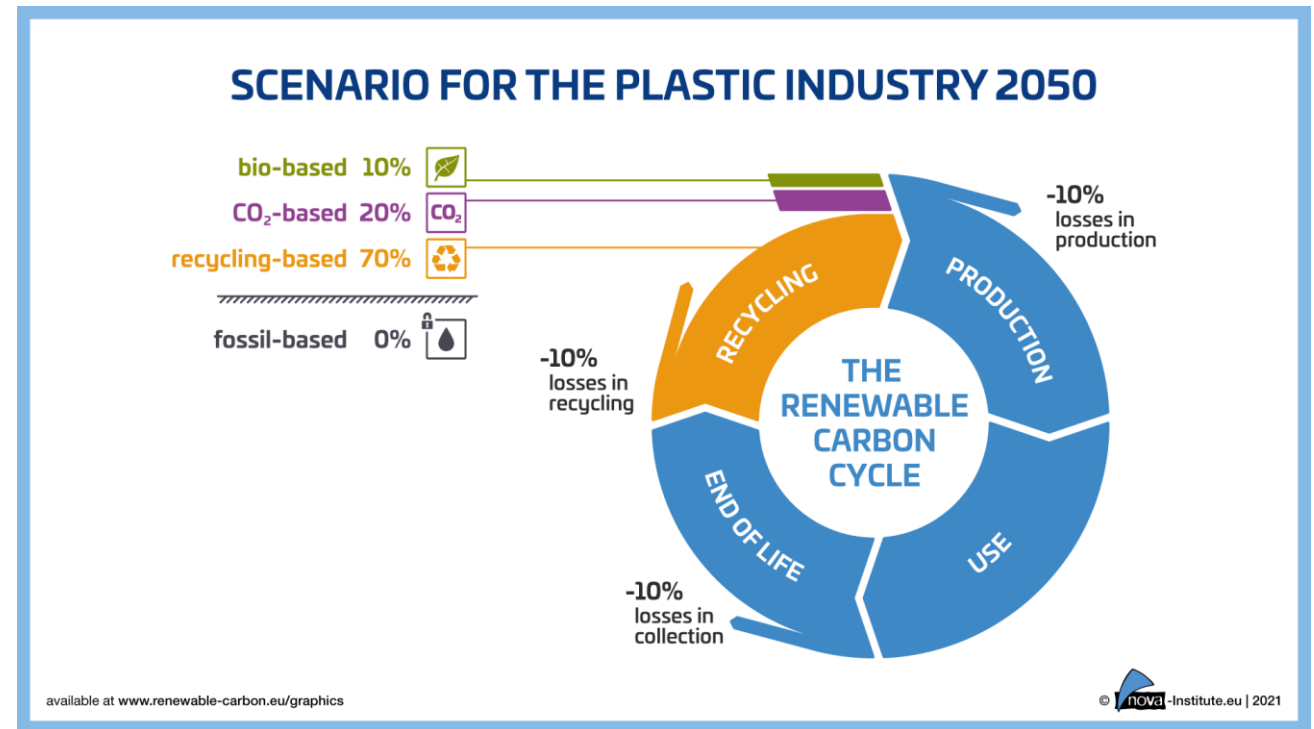 SCENARIO FOR THE PLASTIC INDUSTRY 2050
bio-based 10%
CO₂-based 20% CO₂
recycling-based 70%
fossil-based 0%
-10%
losses in
production
PRODUCTION
USE
END OF LIFE
RECYCLING
-10%
losses in
recycling
-10%
losses in
collection
THE
RENEWABLE
CARBON
CYCLE
available at www.renewable-carbon.eu/graphics
© nova-Institute.eu | 2021